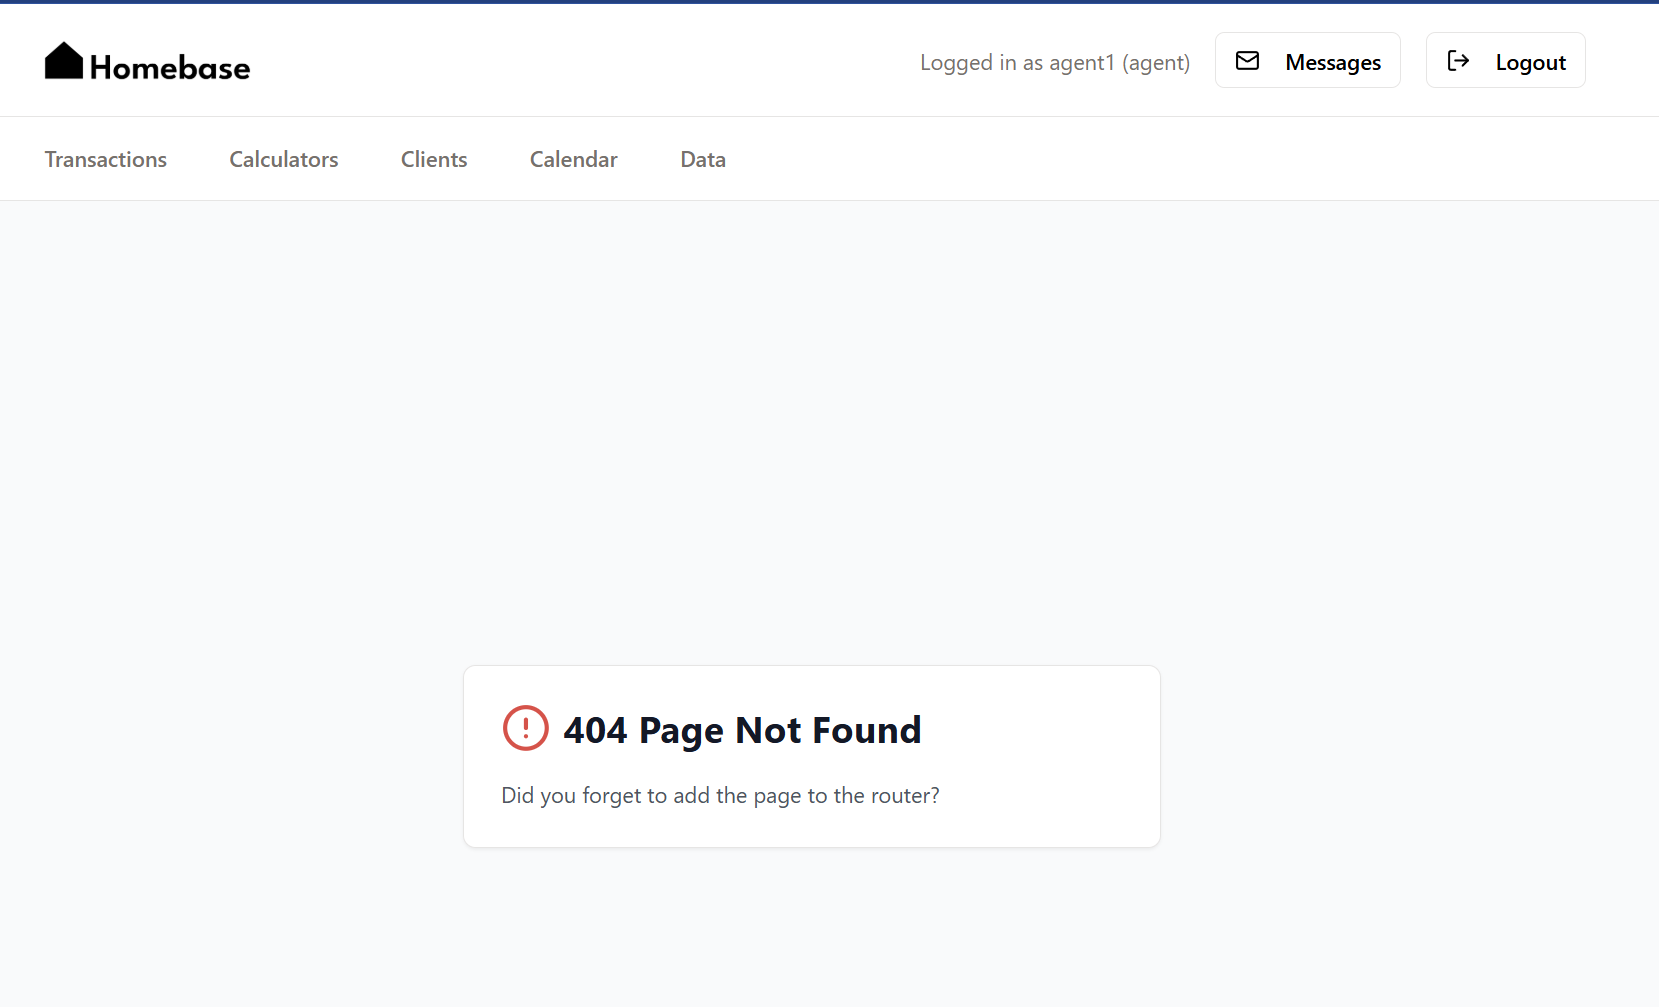 Homebase
Logged in as agent1 (agent)
Messages
Logout
Transactions
Calculators
Clients
Calendar
Data
404 Page Not Found
Did you forget to add the page to the router?